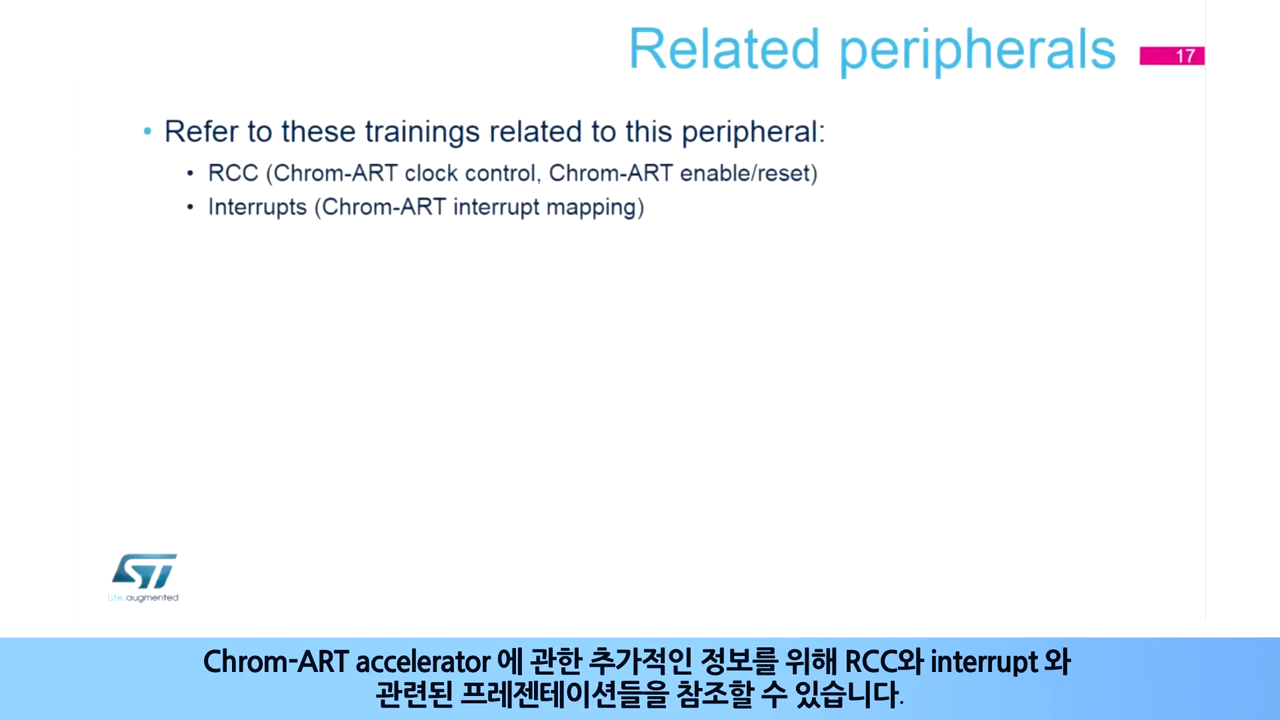 Related peripherals
17
• Refer to these trainings related to this peripheral:
• RCC (Chrom-ART clock control, Chrom-ART enable/reset)
• Interrupts (Chrom-ART interrupt mapping)
ST
life.augmented
Chrom-ART accelerator 에 관한 추가적인 정보를 위해 RCC와 interrupt 와
관련된 프레젠테이션들을 참조할 수 있습니다.